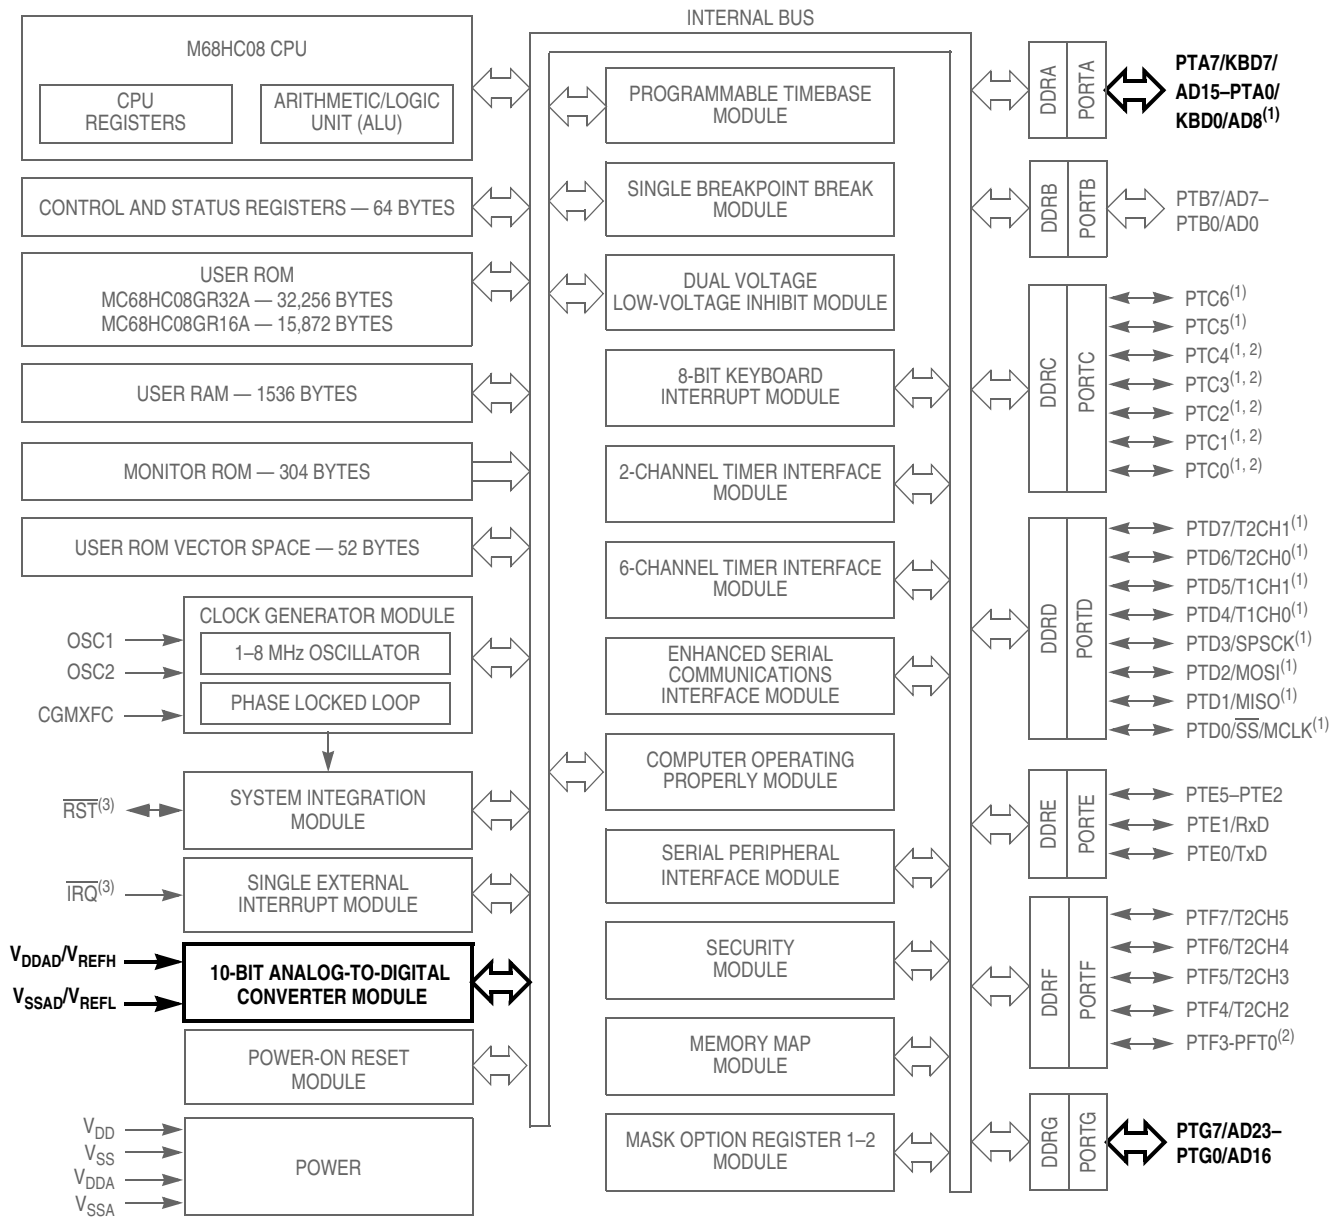 INTERNAL BUS
M68HC08 CPU
CPU
REGISTERS
ARITHMETIC/LOGIC
UNIT (ALU)
CONTROL AND STATUS REGISTERS — 64 BYTES
USER ROM
MC68HC08GR32A — 32,256 BYTES
MC68HC08GR16A — 15,872 BYTES
USER RAM — 1536 BYTES
MONITOR ROM — 304 BYTES
USER ROM VECTOR SPACE — 52 BYTES
CLOCK GENERATOR MODULE
1–8 MHz OSCILLATOR
PHASE LOCKED LOOP
OSC1
OSC2
CGMXFC
SYSTEM INTEGRATION
MODULE
RST(3)
SINGLE EXTERNAL
INTERRUPT MODULE
IRQ(3)
VDDAD/VREFH
VSSAD/VREFL
10-BIT ANALOG-TO-DIGITAL
CONVERTER MODULE
POWER-ON RESET
MODULE
VDD
VSS
VDDA
VSSA
POWER
PROGRAMMABLE TIMEBASE
MODULE
SINGLE BREAKPOINT BREAK
MODULE
DUAL VOLTAGE
LOW-VOLTAGE INHIBIT MODULE
8-BIT KEYBOARD
INTERRUPT MODULE
2-CHANNEL TIMER INTERFACE
MODULE
6-CHANNEL TIMER INTERFACE
MODULE
ENHANCED SERIAL
COMMUNICATIONS
INTERFACE MODULE
COMPUTER OPERATING
PROPERLY MODULE
SERIAL PERIPHERAL
INTERFACE MODULE
SECURITY
MODULE
MEMORY MAP
MODULE
MASK OPTION REGISTER 1–2
MODULE
DDRA
PORTA
PTA7/KBD7/
AD15–PTA0/
KBD0/AD8(1)
DDRB
PORTB
PTB7/AD7–
PTB0/AD0
DDRC
PORTC
PTC6(1)
PTC5(1)
PTC4(1, 2)
PTC3(1, 2)
PTC2(1, 2)
PTC1(1, 2)
PTC0(1, 2)
DDRD
PORTD
PTD7/T2CH1(1)
PTD6/T2CH0(1)
PTD5/T1CH1(1)
PTD4/T1CH0(1)
PTD3/SPSCK(1)
PTD2/MOSI(1)
PTD1/MISO(1)
PTD0/SS/MCLK(1)
DDRE
PORTE
PTE5–PTE2
PTE1/RxD
PTE0/TxD
DDRF
PORTF
PTF7/T2CH5
PTF6/T2CH4
PTF5/T2CH3
PTF4/T2CH2
PTF3-PFT0(2)
DDRG
PORTG
PTG7/AD23–
PTG0/AD16